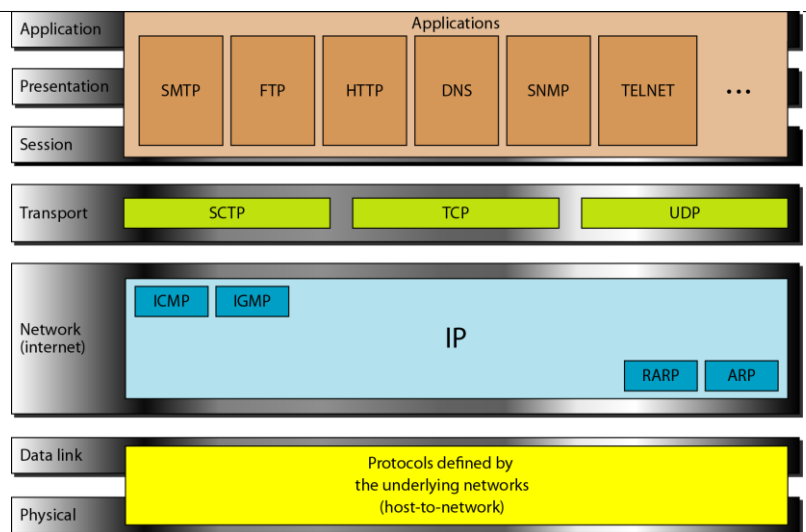 Application
Applications
Presentation
SMTP FTP HTTP DNS SNMP TELNET ...
Session
Transport
SCTP TCP UDP
ICMP IGMP
Network
(internet)
IP
RARP ARP
Data link
Protocols defined by
the underlying networks
(host-to-network)
Physical